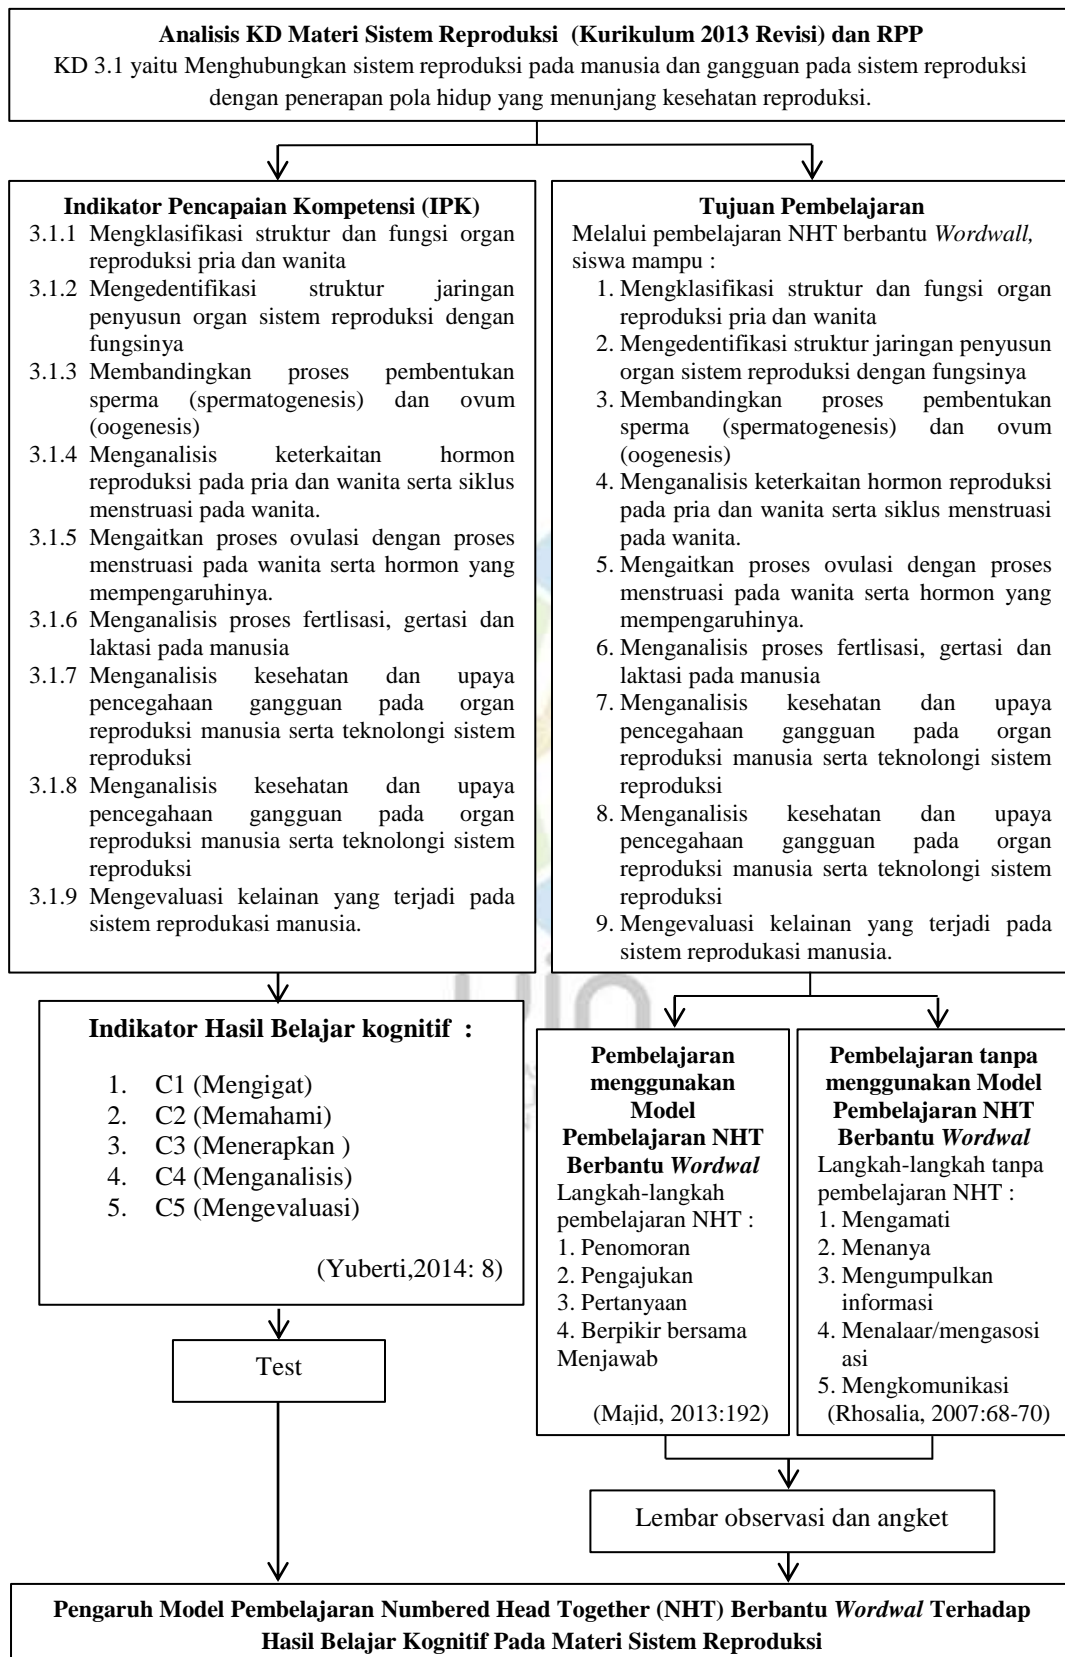 Analisis KD Materi Sistem Reproduksi (Kurikulum 2013 Revisi) dan RPP
KD 3.1 yaitu Menghubungkan sistem reproduksi pada manusia dan gangguan pada sistem reproduksi
dengan penerapan pola hidup yang menunjang kesehatan reproduksi.
Indikator Pencapaian Kompetensi (IPK)
3.1.1 Mengklasifikasi struktur dan fungsi organ
reproduksi pria dan wanita
3.1.2 Mengedentifikasi struktur jaringan
penyusun organ sistem reproduksi dengan
fungsinya
3.1.3 Membandingkan proses pembentukan
sperma (spermatogenesis) dan ovum
(oogenesis)
3.1.4 Menganalisis keterkaitan hormon
reproduksi pada pria dan wanita serta siklus
menstruasi pada wanita.
3.1.5 Mengaitkan proses ovulasi dengan proses
menstruasi pada wanita serta hormon yang
mempengaruhinya.
3.1.6 Menganalisis proses fertlisasi, gertasi dan
laktasi pada manusia
3.1.7 Menganalisis kesehatan dan upaya
pencegahaan gangguan pada organ
reproduksi manusia serta teknolongi sistem
reproduksi
3.1.8 Menganalisis kesehatan dan upaya
pencegahaan gangguan pada organ
reproduksi manusia serta teknolongi sistem
reproduksi
3.1.9 Mengevaluasi kelainan yang terjadi pada
sistem reprodukasi manusia.
Tujuan Pembelajaran
Melalui pembelajaran NHT berbantu Wordwall,
siswa mampu :
1. Mengklasifikasi struktur dan fungsi organ
reproduksi pria dan wanita
2. Mengedentifikasi struktur jaringan penyusun
organ sistem reproduksi dengan fungsinya
3. Membandingkan proses pembentukan
sperma (spermatogenesis) dan ovum
(oogenesis)
4. Menganalisis keterkaitan hormon reproduksi
pada pria dan wanita serta siklus menstruasi
pada wanita.
5. Mengaitkan proses ovulasi dengan proses
menstruasi pada wanita serta hormon yang
mempengaruhinya.
6. Menganalisis proses fertlisasi, gertasi dan
laktasi pada manusia
7. Menganalisis kesehatan dan upaya
pencegahaan gangguan pada organ
reproduksi manusia serta teknolongi sistem
reproduksi
8. Menganalisis kesehatan dan upaya
pencegahaan gangguan pada organ
reproduksi manusia serta teknolongi sistem
reproduksi
9. Mengevaluasi kelainan yang terjadi pada
sistem reprodukasi manusia.
uin
Indikator Hasil Belajar kognitif :
1. C1 (Mengigat)
2. C2 (Memahami)
3. C3 (Menerapkan )
4. C4 (Menganalisis)
5. C5 (Mengevaluasi)
(Yuberti,2014: 8)
Test
Pembelajaran
menggunakan
Model
Pembelajaran NHT
Berbantu Wordwal
Langkah-langkah
pembelajaran NHT :
1. Penomoran
2. Pengajukan
3. Pertanyaan
4. Berpikir bersama
Menjawab
(Majid, 2013:192)
Pembelajaran tanpa
menggunakan Model
Pembelajaran NHT
Berbantu Wordwal
Langkah-langkah tanpa
pembelajaran NHT :
1. Mengamati
2. Menanya
3. Mengumpulkan
informasi
4. Menalaar/mengasosi
asi
5. Mengkomunikasi
(Rhosalia, 2007:68-70)
Lembar observasi dan angket
Pengaruh Model Pembelajaran Numbered Head Together (NHT) Berbantu Wordwal Terhadap
Hasil Belajar Kognitif Pada Materi Sistem Reproduksi